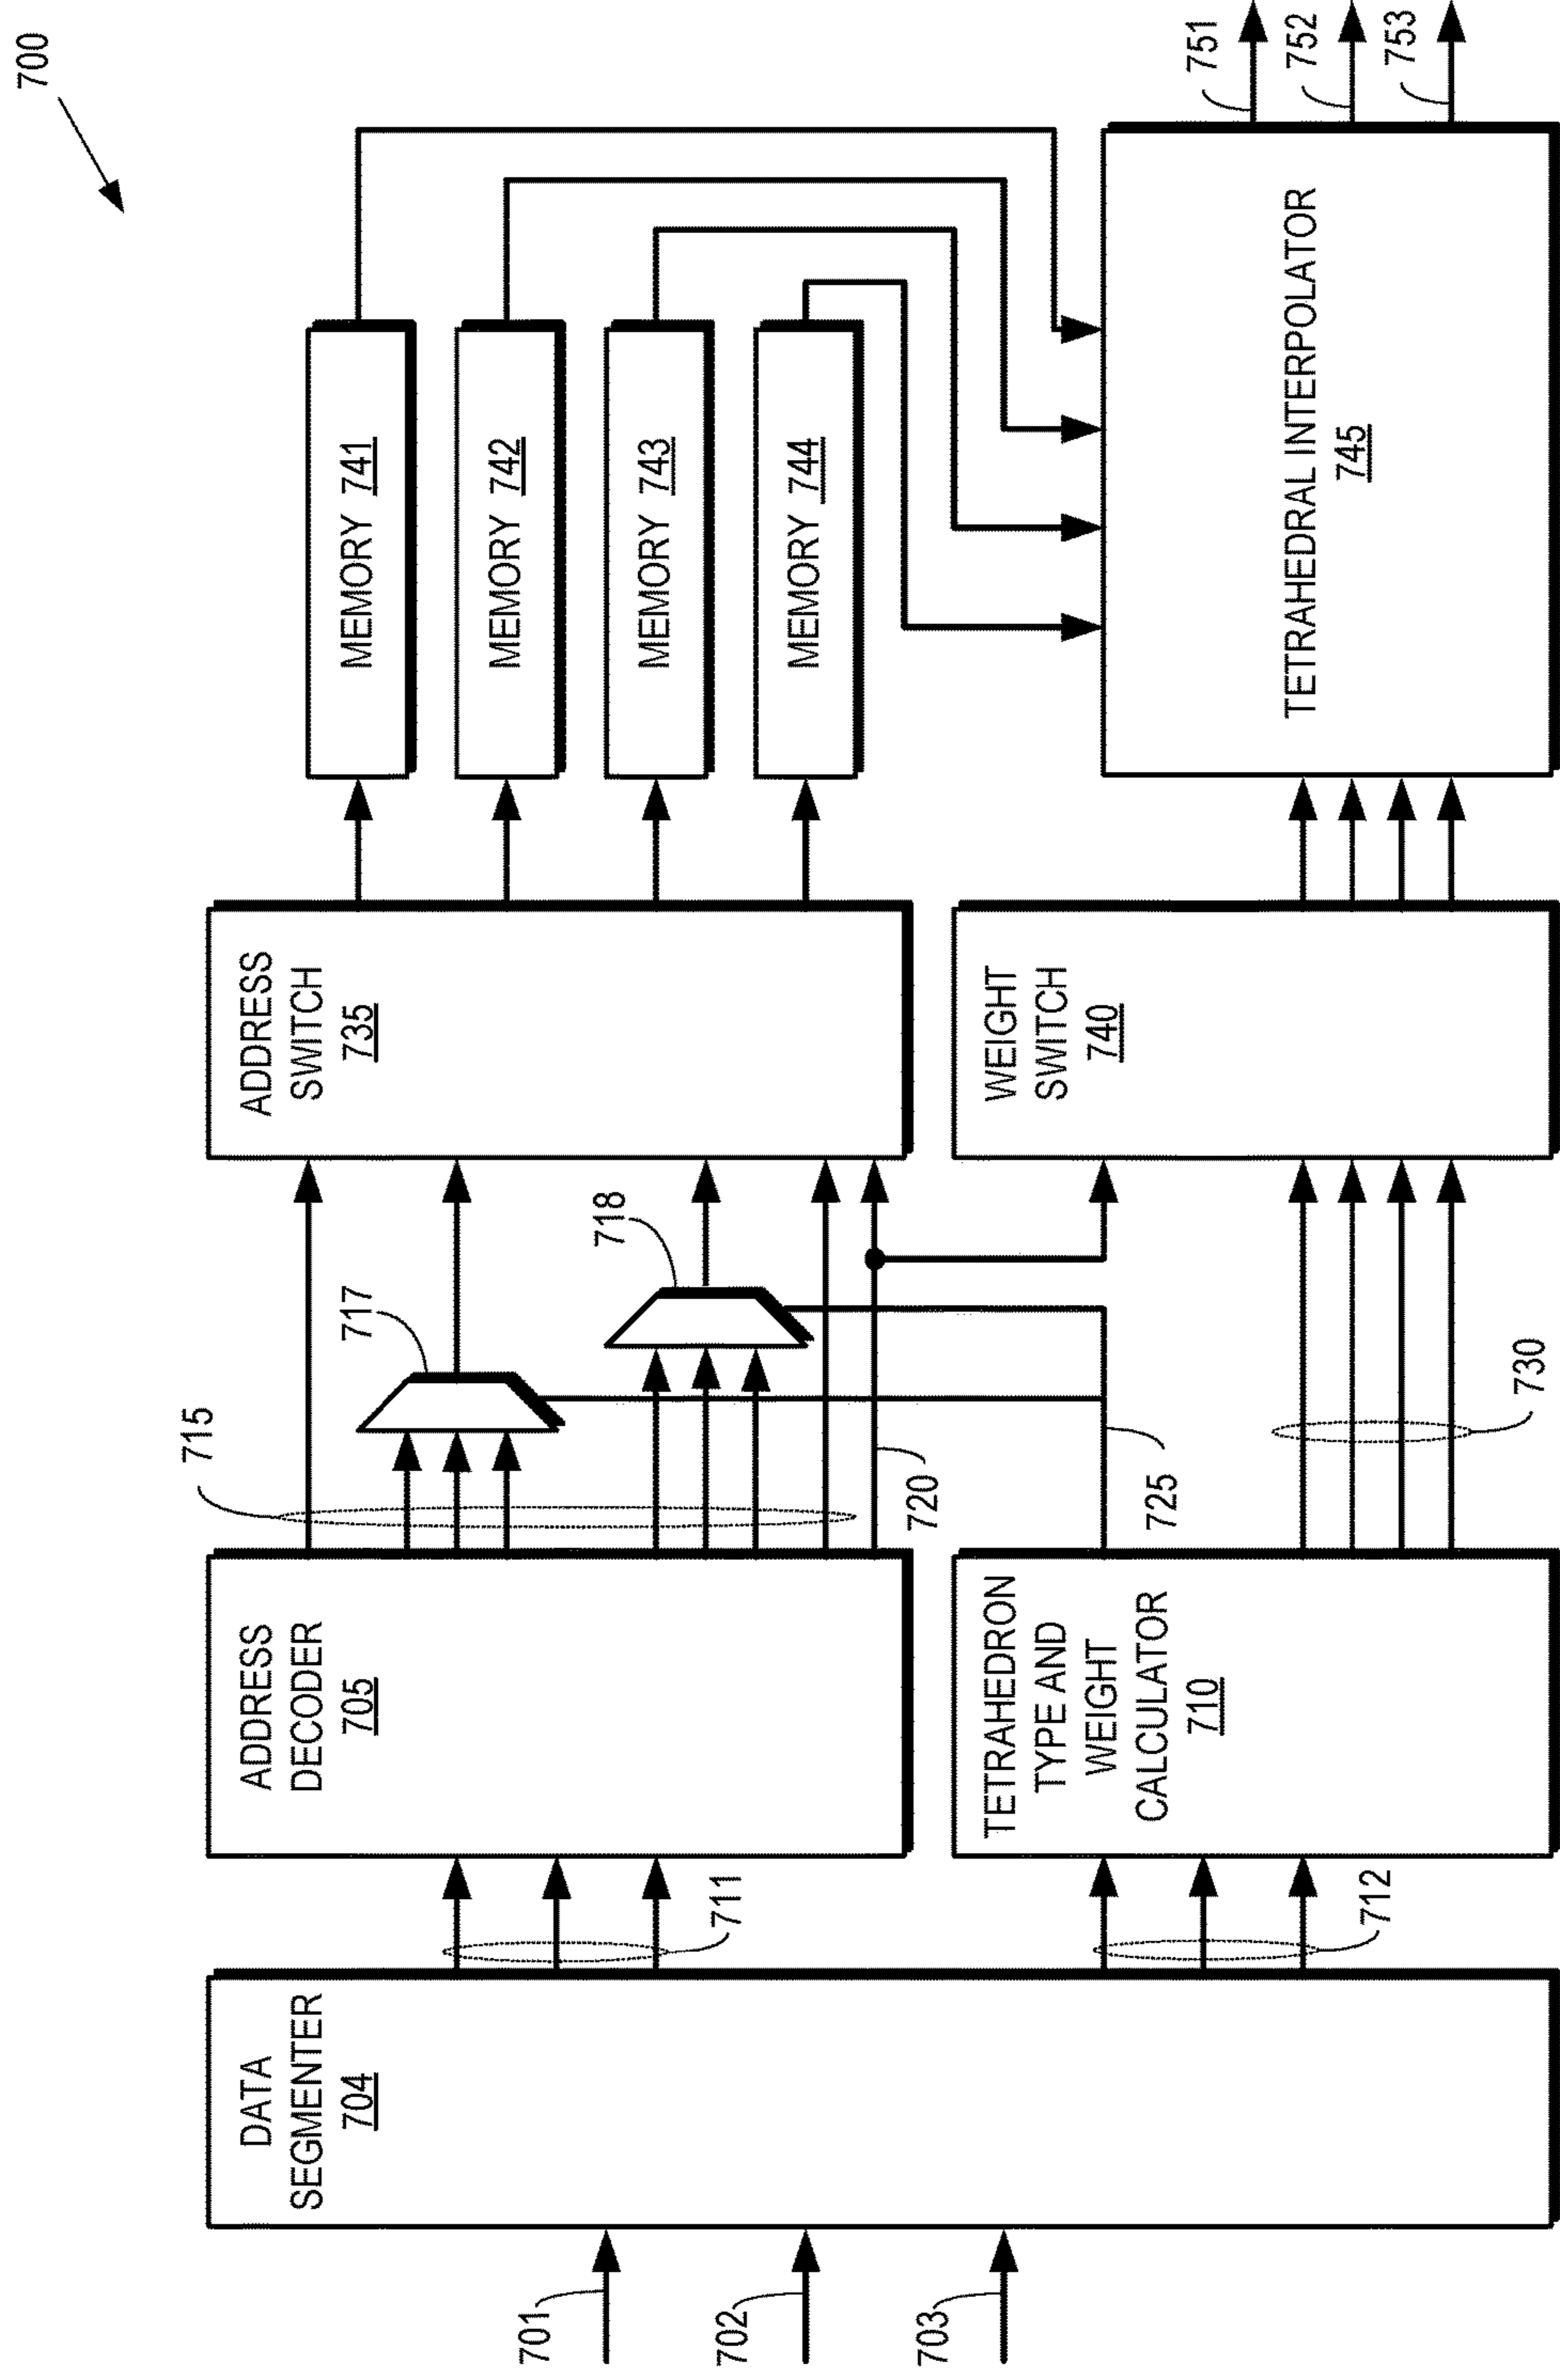 700
701
702
703
DATA
SEGMENTER
704
711
712
ADDRESS
DECODER
705
TETRAHEDRON
TYPE AND
WEIGHT
CALCULATOR
710
715
717
718
720
725
730
ADDRESS
SWITCH
735
WEIGHT
SWITCH
740
MEMORY 741
MEMORY 742
MEMORY 743
MEMORY 744
TETRAHEDRAL INTERPOLATOR
745
751
752
753